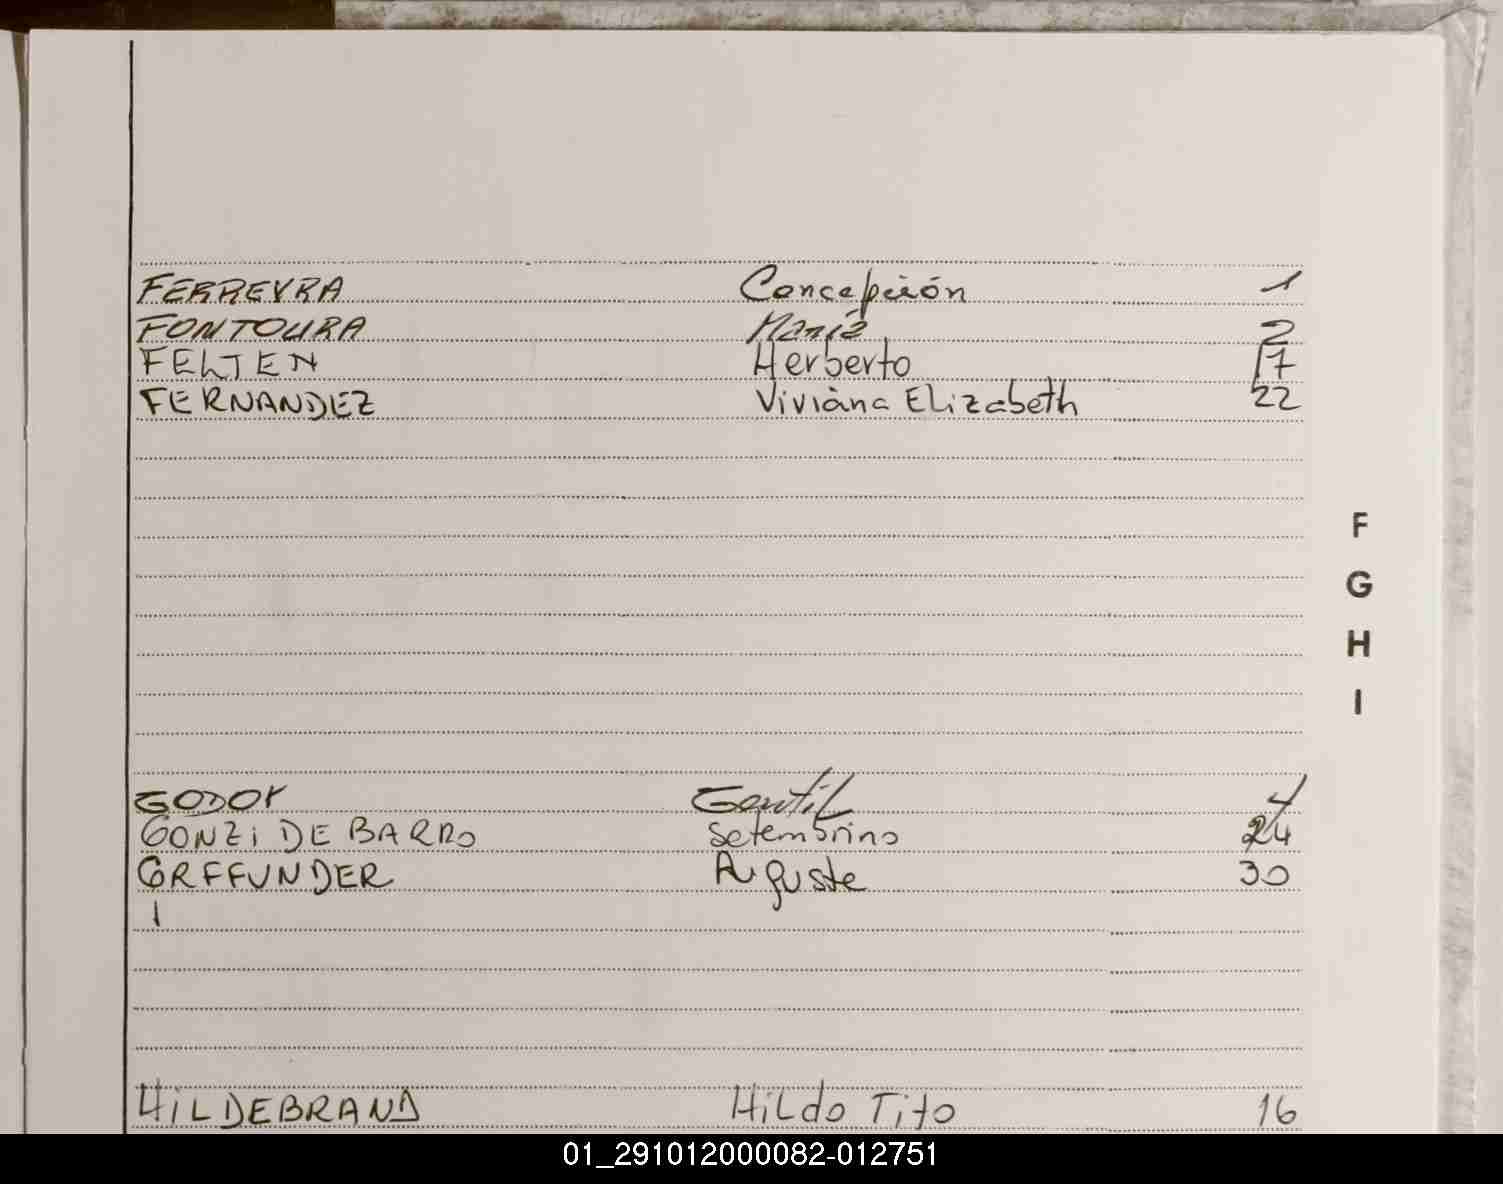 FERREYRA Concepción 1
FONTOURA María 2
FELTEN Herberto 17
FERNANDEZ Viviana Elizabeth 22
F
G
H
I
GODOY Gentil 4
GONZI DE BARRO Setembrino 24
GRFFUNDER Auguste 30
HILDEBRAND Hildo Tito 16
01_291012000082-012751